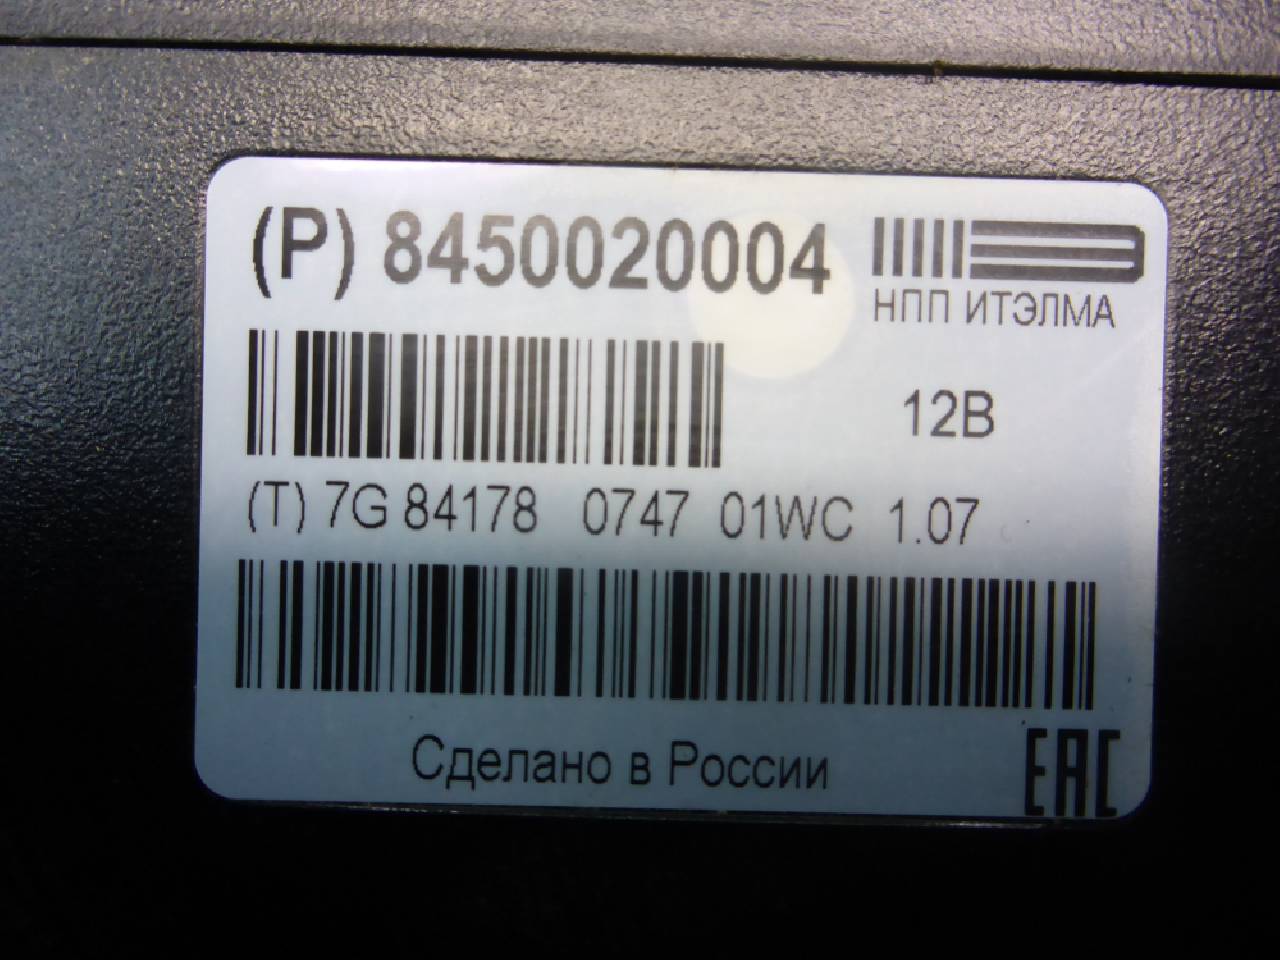 (P) 8450020004
НПП ИТЭЛМА
12В
(T) 7G 84178 0747 01WC 1.07
Сделано в России
EAC